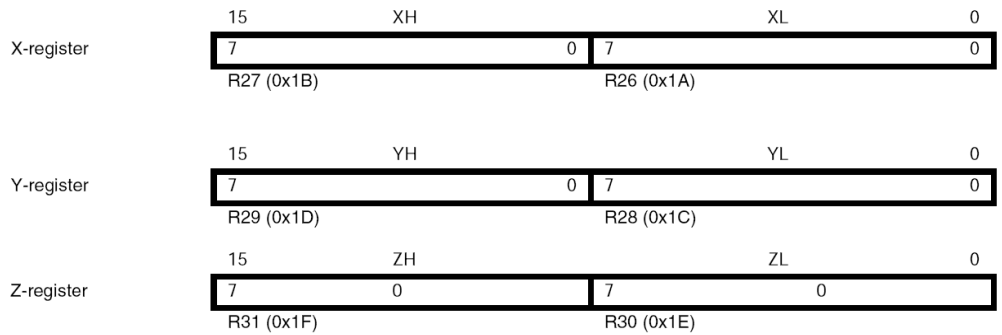 15 XH XL 0
X-register 7 0 7 0
R27 (0x1B) R26 (0x1A)
15 YH YL 0
Y-register 7 0 7 0
R29 (0x1D) R28 (0x1C)
15 ZH ZL 0
Z-register 7 0 7 0
R31 (0x1F) R30 (0x1E)